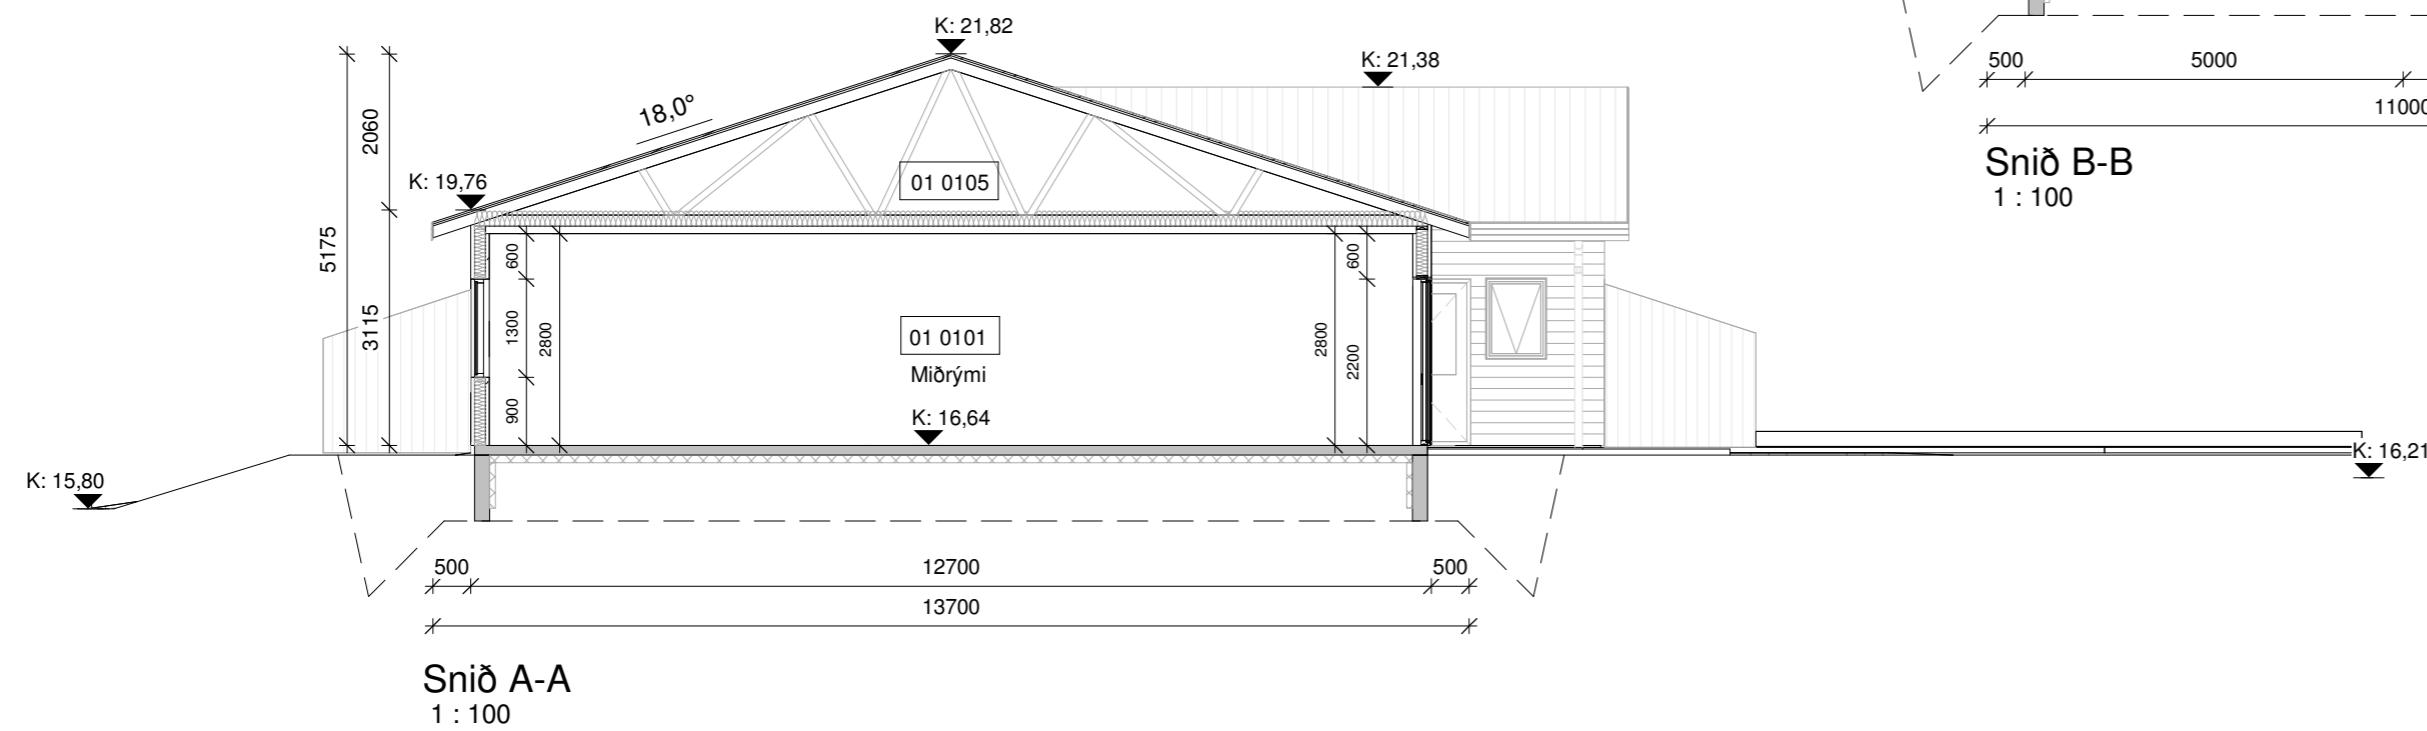 K: 21,82
K: 21,38
18,0°
2060
K: 19,76
01 0105
5175
3115
600
1300
900
2800
01 0101
Miðrými
K: 16,64
2800
600
2200
K: 15,80
K: 16,21
500
12700
500
13700
Snið A-A
1 : 100
500
5000
11000
Snið B-B
1 : 100